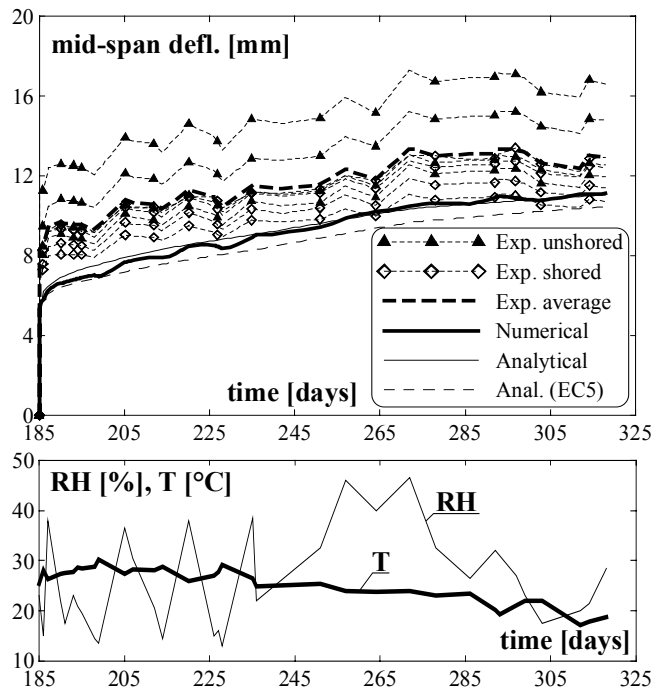 mid-span defl. [mm]
20
16
12
8
4
0
Exp. unshored
Exp. shored
Exp. average
Numerical
Analytical
Anal. (EC5)
time [days]
185 205 225 245 265 285 305 325
RH [%], T [°C]
50
40
30
20
10
RH
T
time [days]
185 205 225 245 265 285 305 325